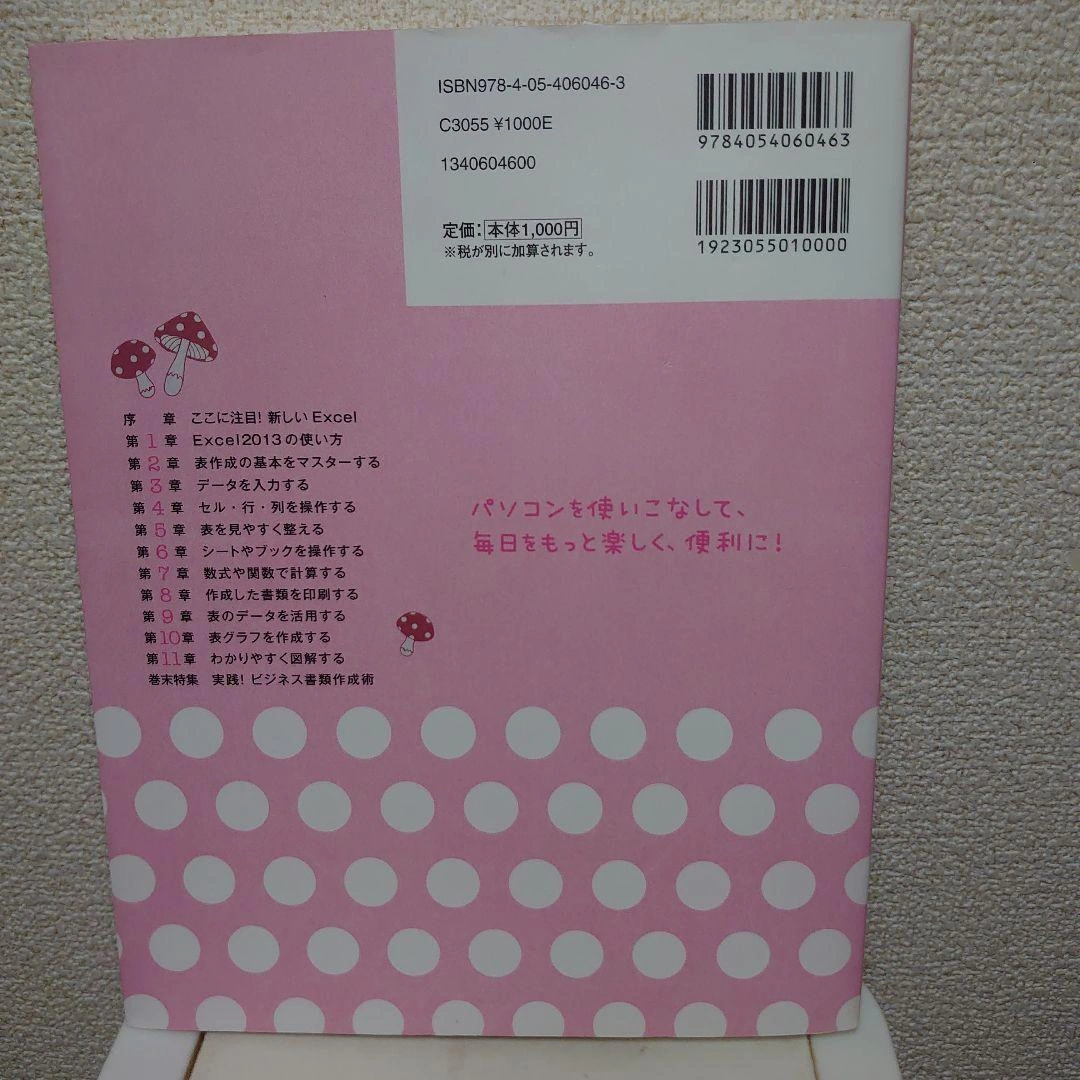 ISBN978-4-05-406046-3
C3055 ¥1000E
1340604600
定価：本体1,000円
※税が別に加算されます。
9784054060463
1923055010000
序　章　ここに注目! 新しいExcel
第1章　Excel2013の使い方
第2章　表作成の基本をマスターする
第3章　データを入力する
第4章　セル・行・列を操作する
第5章　表を見やすく整える
第6章　シートやブックを操作する
第7章　数式や関数で計算する
第8章　作成した書類を印刷する
第9章　表のデータを活用する
第10章　表グラフを作成する
第11章　わかりやすく図解する
巻末特集　実践! ビジネス書類作成術
パソコンを使いこなして、
毎日をもっと楽しく、便利に!